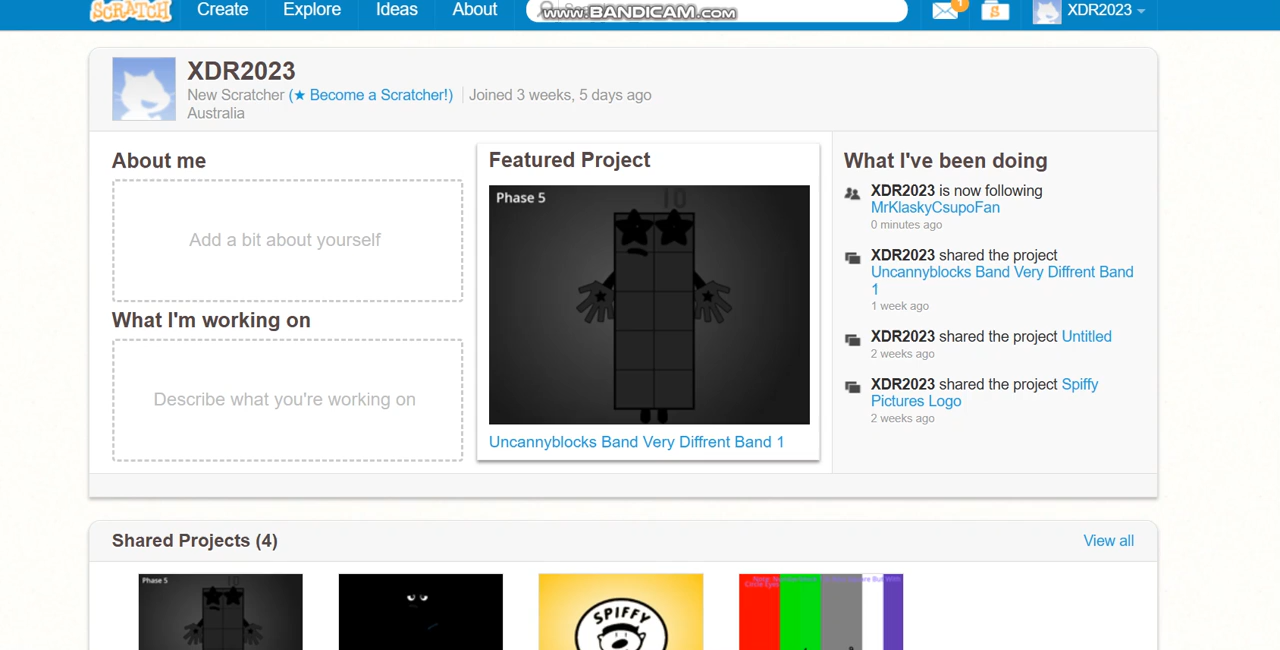 SCRATCH Create Explore Ideas About www.BANDICAM.com 1 S XDR2023
XDR2023
New Scratcher (★ Become a Scratcher!) Joined 3 weeks, 5 days ago
Australia
About me
Add a bit about yourself
What I'm working on
Describe what you're working on
Featured Project
Phase 5
10
Uncannyblocks Band Very Diffrent Band 1
What I've been doing
XDR2023 is now following
MrKlaskyCsupoFan
0 minutes ago
XDR2023 shared the project
Uncannyblocks Band Very Diffrent Band
1
1 week ago
XDR2023 shared the project Untitled
2 weeks ago
XDR2023 shared the project Spiffy
Pictures Logo
2 weeks ago
Shared Projects (4)
View all
Phase 5
10
SPIFFY
Circle Eyes